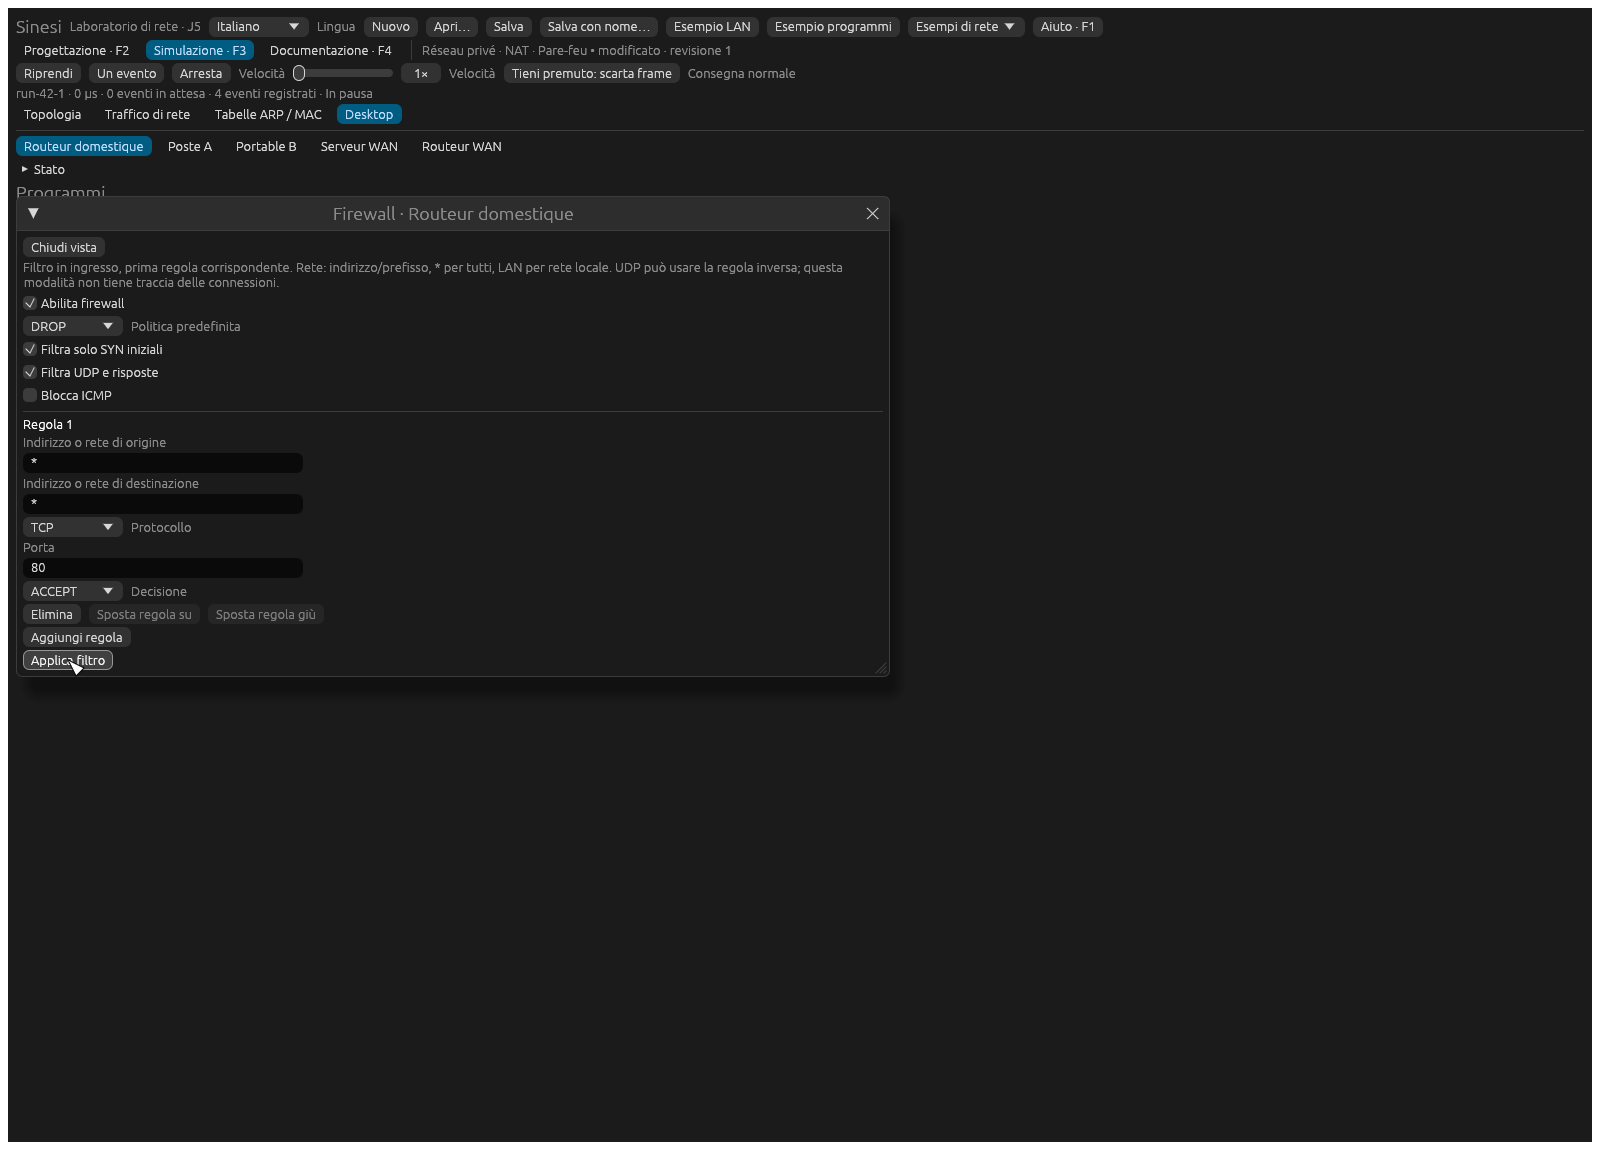 Sinesi Laboratorio di rete · J5 Italiano Lingua Nuovo Apri… Salva Salva con nome… Esempio LAN Esempio programmi Esempi di rete Aiuto · F1
Progettazione · F2 Simulazione · F3 Documentazione · F4 Réseau privé · NAT · Pare-feu • modificato · revisione 1
Riprendi Un evento Arresta Velocità 1× Velocità Tieni premuto: scarta frame Consegna normale
run-42-1 · 0 µs · 0 eventi in attesa · 4 eventi registrati · In pausa
Topologia Traffico di rete Tabelle ARP / MAC Desktop
Routeur domestique Poste A Portable B Serveur WAN Routeur WAN
Stato
Programmi
Firewall · Routeur domestique
Chiudi vista
Filtro in ingresso, prima regola corrispondente. Rete: indirizzo/prefisso, * per tutti, LAN per rete locale. UDP può usare la regola inversa; questa
modalità non tiene traccia delle connessioni.
Abilita firewall
DROP Politica predefinita
Filtra solo SYN iniziali
Filtra UDP e risposte
Blocca ICMP
Regola 1
Indirizzo o rete di origine
*
Indirizzo o rete di destinazione
*
TCP Protocollo
Porta
80
ACCEPT Decisione
Elimina Sposta regola su Sposta regola giù
Aggiungi regola
Applica filtro